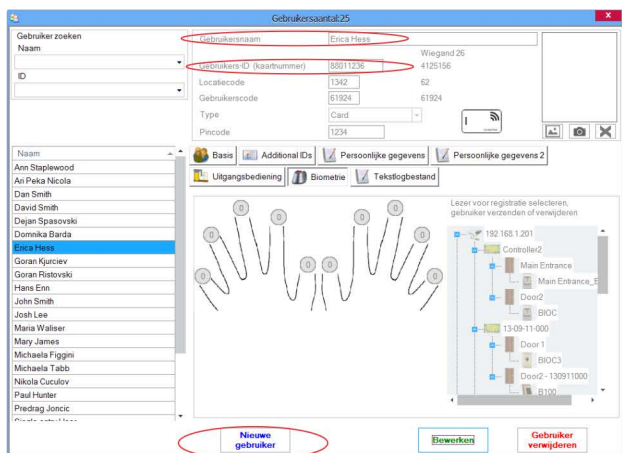 Gebruikersaantal:25
x
Gebruiker zoeken
Naam
ID
Gebruikersnaam
Erica Hess
Wiegand 26
Gebruikers-ID (kaartnummer)
88011236
4125156
Locatiecode
1342
62
Gebruikerscode
61924
61924
Type
Card
Pincode
1234
Naam
Ann Staplewood
Ari Peka Nicola
Dan Smith
David Smith
Dejan Spasovski
Domnika Barda
Erica Hess
Goran Kjurciev
Goran Ristovski
Hans Enn
John Smith
Josh Lee
Maria Waliser
Mary James
Michaela Figgini
Michaela Tabb
Nikola Cuculov
Paul Hunter
Predrag Joncic
Basis
Additional IDs
Persoonlijke gegevens
Persoonlijke gegevens 2
Uitgangsbediening
Biometrie
Tekstlogbestand
0
0
0
0
0
0
0
0
0
0
Lezer voor registratie selecteren,
gebruiker verzenden of verwijderen
192.168.1.201
Controller2
Main Entrance
Main Entrance_E
Door2
BIOC
13-09-11-000
Door 1
BIOC3
Door2 - 130911000
B100
Nieuwe
gebruiker
Bewerken
Gebruiker
verwijderen